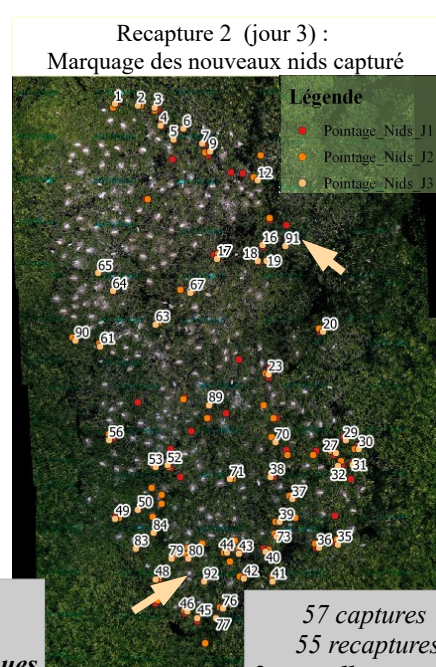 Recapture 2 (jour 3) :
Marquage des nouveaux nids capturé
Légende
Pointage_Nids_J1
Pointage_Nids_J2
Pointage_Nids_J3
1 2 3
4
5 6
7 9
12
16 91
17 18 19
65
64 67
63
20
90 61
23
89
56
70
29
27 30
53 52
31
71 38 32
37
50
49 39
84
73
83 44 43 36 35
79 80 40
48 92 42 41
46 76
45
77
57 captures
55 recaptures